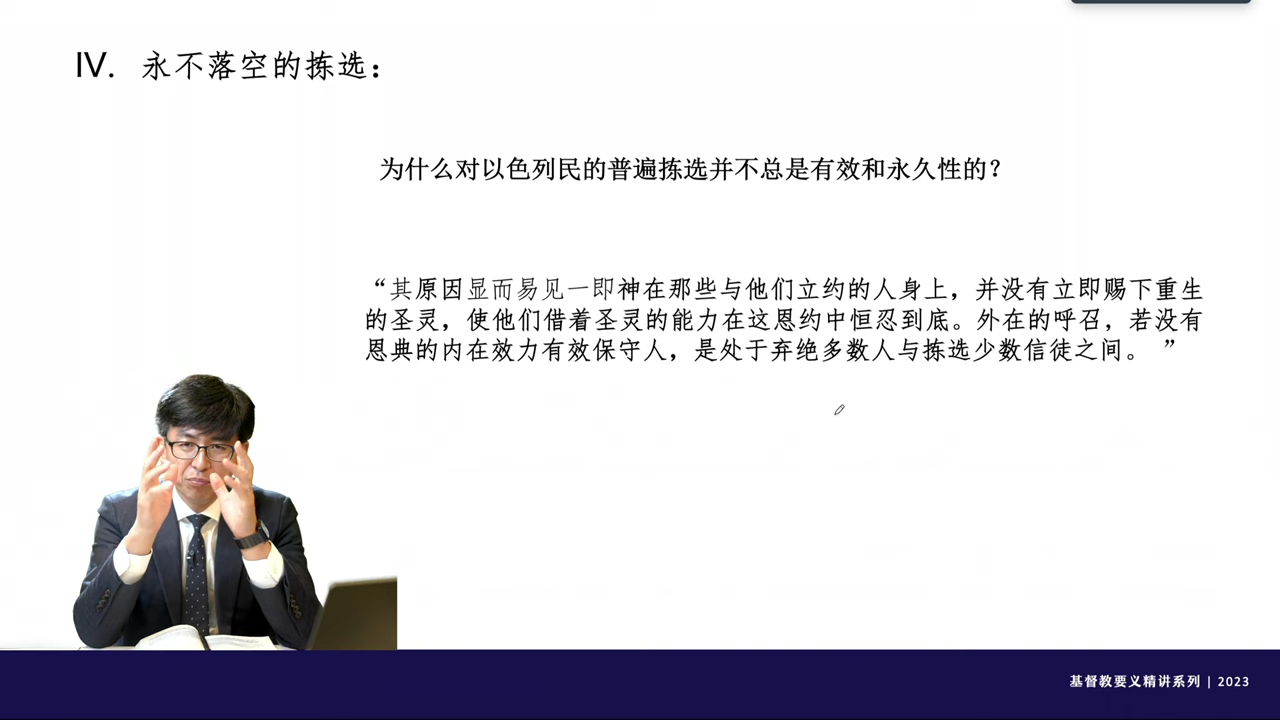 IV. 永不落空的拣选：
为什么对以色列民的普遍拣选并不总是有效和永久性的？
“其原因显而易见一即神在那些与他们立约的人身上，并没有立即赐下重生
的圣灵，使他们借着圣灵的能力在这恩约中恒忍到底。外在的呼召，若没有
恩典的内在效力有效保守人，是处于弃绝多数人与拣选少数信徒之间。 ”
基督教要义精讲系列 | 2023